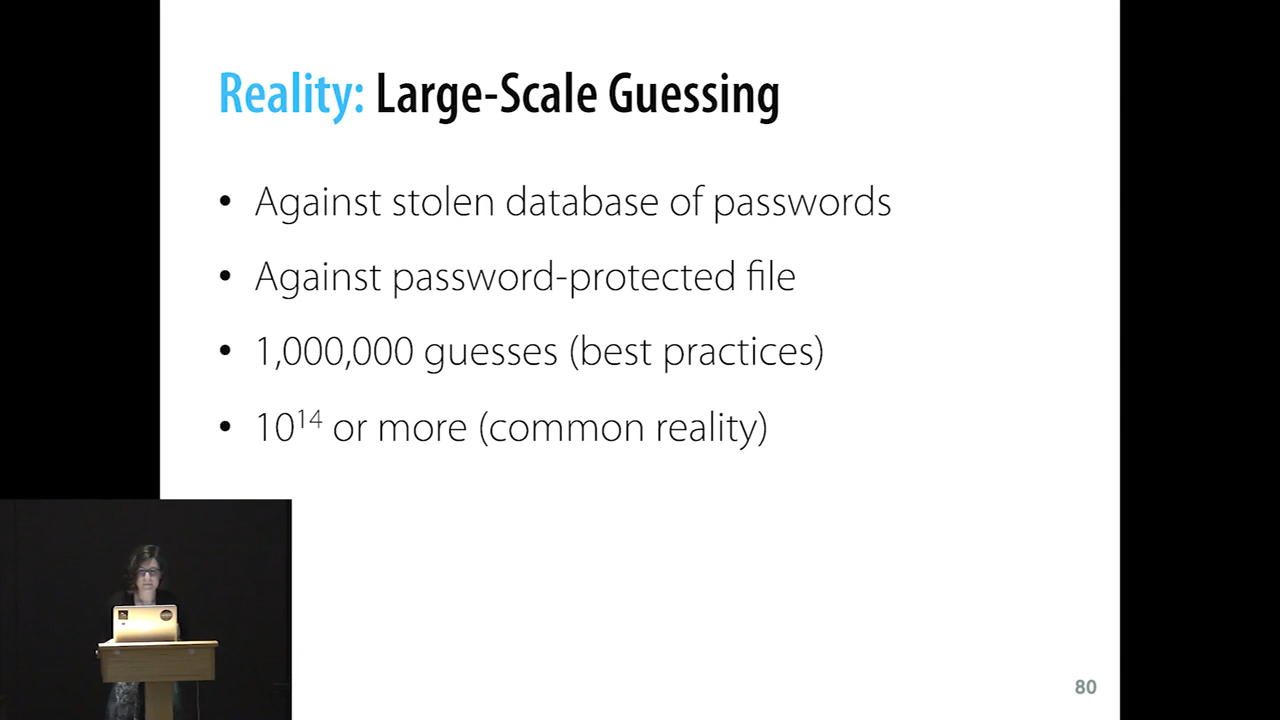 Reality: Large-Scale Guessing
• Against stolen database of passwords
• Against password-protected file
• 1,000,000 guesses (best practices)
• 10¹⁴ or more (common reality)
80